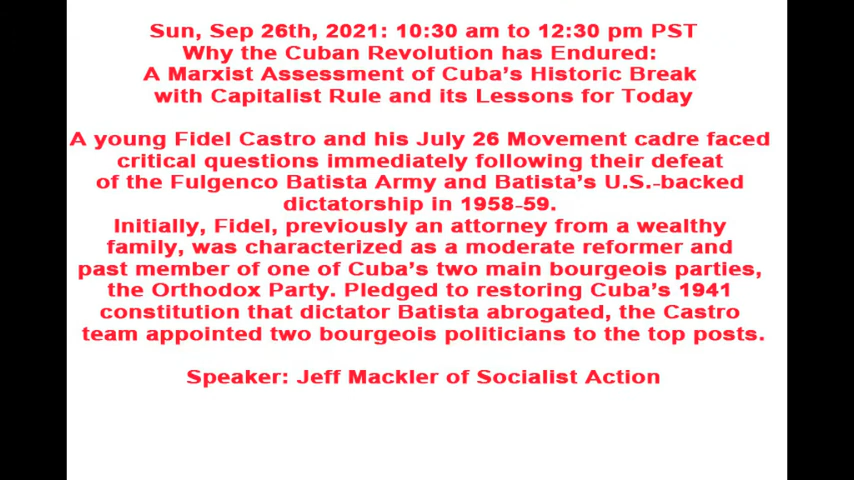 Sun, Sep 26th, 2021: 10:30 am to 12:30 pm PST
Why the Cuban Revolution has Endured:
A Marxist Assessment of Cuba's Historic Break
with Capitalist Rule and its Lessons for Today
A young Fidel Castro and his July 26 Movement cadre faced
critical questions immediately following their defeat
of the Fulgenco Batista Army and Batista's U.S.-backed
dictatorship in 1958-59.
Initially, Fidel, previously an attorney from a wealthy
family, was characterized as a moderate reformer and
past member of one of Cuba's two main bourgeois parties,
the Orthodox Party. Pledged to restoring Cuba's 1941
constitution that dictator Batista abrogated, the Castro
team appointed two bourgeois politicians to the top posts.
Speaker: Jeff Mackler of Socialist Action